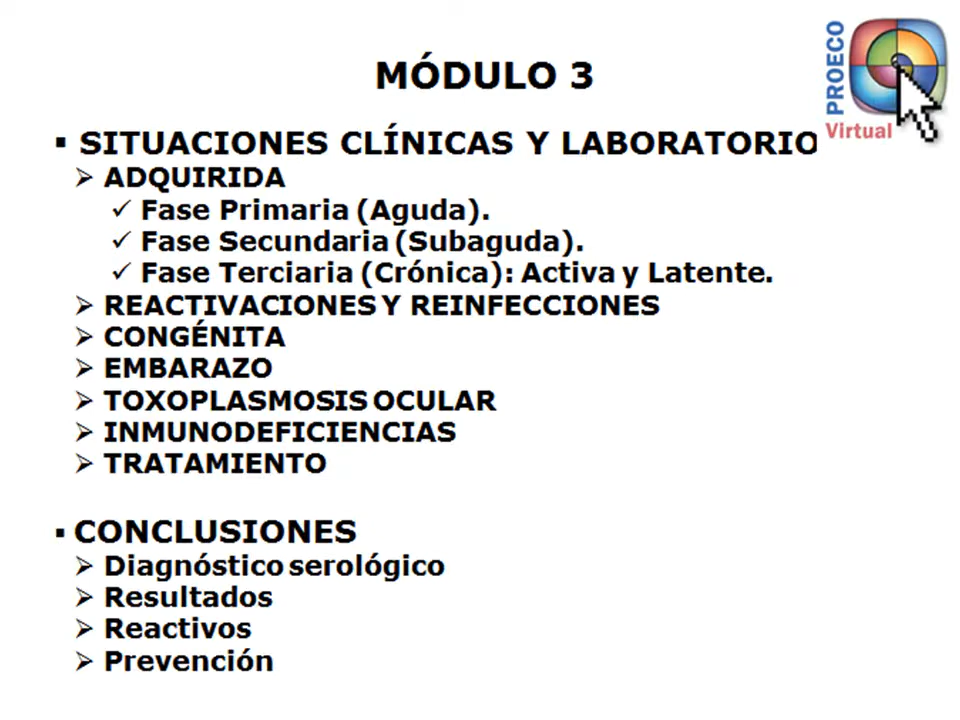 PROECO
Virtual
MÓDULO 3
▪ SITUACIONES CLÍNICAS Y LABORATORIO
➢ ADQUIRIDA
✓ Fase Primaria (Aguda).
✓ Fase Secundaria (Subaguda).
✓ Fase Terciaria (Crónica): Activa y Latente.
➢ REACTIVACIONES Y REINFECCIONES
➢ CONGÉNITA
➢ EMBARAZO
➢ TOXOPLASMOSIS OCULAR
➢ INMUNODEFICIENCIAS
➢ TRATAMIENTO
▪ CONCLUSIONES
➢ Diagnóstico serológico
➢ Resultados
➢ Reactivos
➢ Prevención